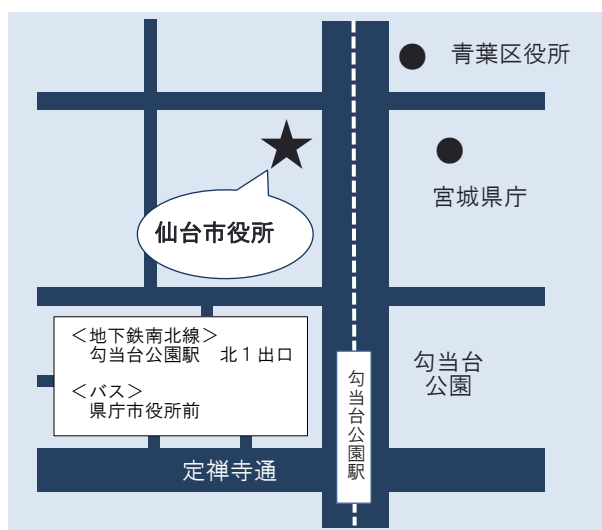 青葉区役所
宮城県庁
仙台市役所
＜地下鉄南北線＞
勾当台公園駅　北１出口
＜バス＞
県庁市役所前
勾当台
公園
勾当台公園駅
定禅寺通